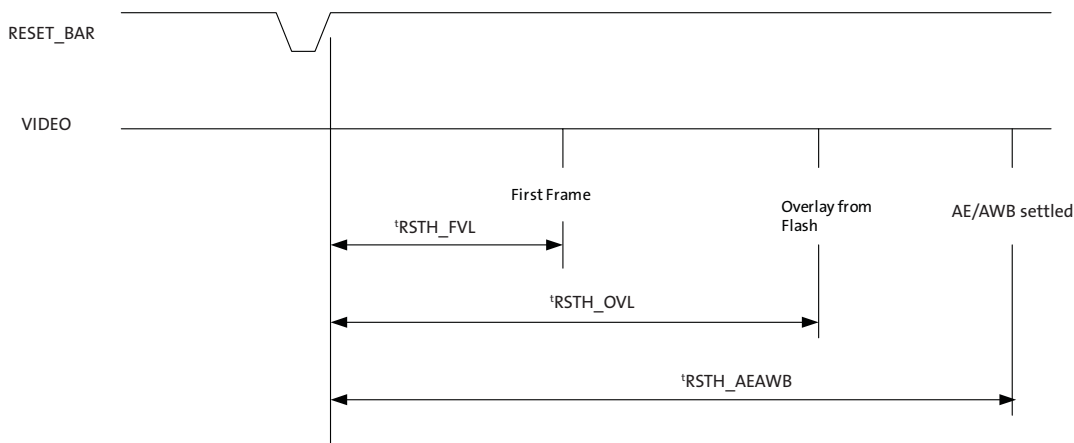 RESET_BAR
VIDEO
First Frame
Overlay from
Flash
AE/AWB settled
tRSTH_FVL
tRSTH_OVL
tRSTH_AEAWB